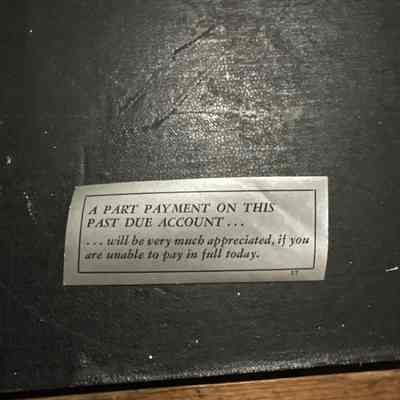 A PART PAYMENT ON THIS
PAST DUE ACCOUNT...
...will be very much appreciated, if you
are unable to pay in full today.
17